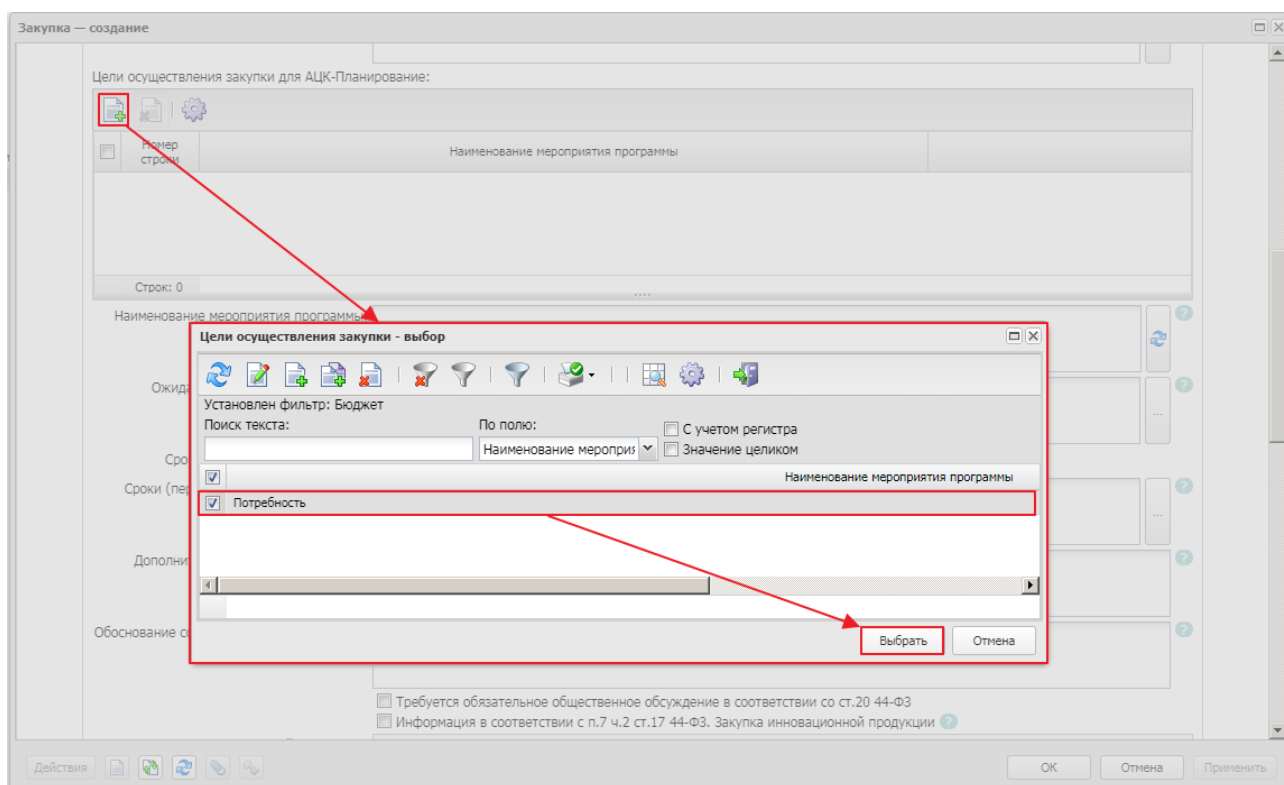 Закупка — создание
Цели осуществления закупки для АЦК-Планирование:
Номер строки
Наименование мероприятия программы
Строк: 0
Наименование мероприятия программы
Цели осуществления закупки - выбор
Установлен фильтр: Бюджет
Поиск текста:
По полю:
С учетом регистра
Наименование мероприя
Значение целиком
Наименование мероприятия программы
Потребность
Выбрать
Отмена
Ожид
Сро
Сроки (пер
Дополни
Обоснование с
Требуется обязательное общественное обсуждение в соответствии со ст.20 44-ФЗ
Информация в соответствии с п.7 ч.2 ст.17 44-ФЗ. Закупка инновационной продукции
Действия
OK
Отмена
Применить